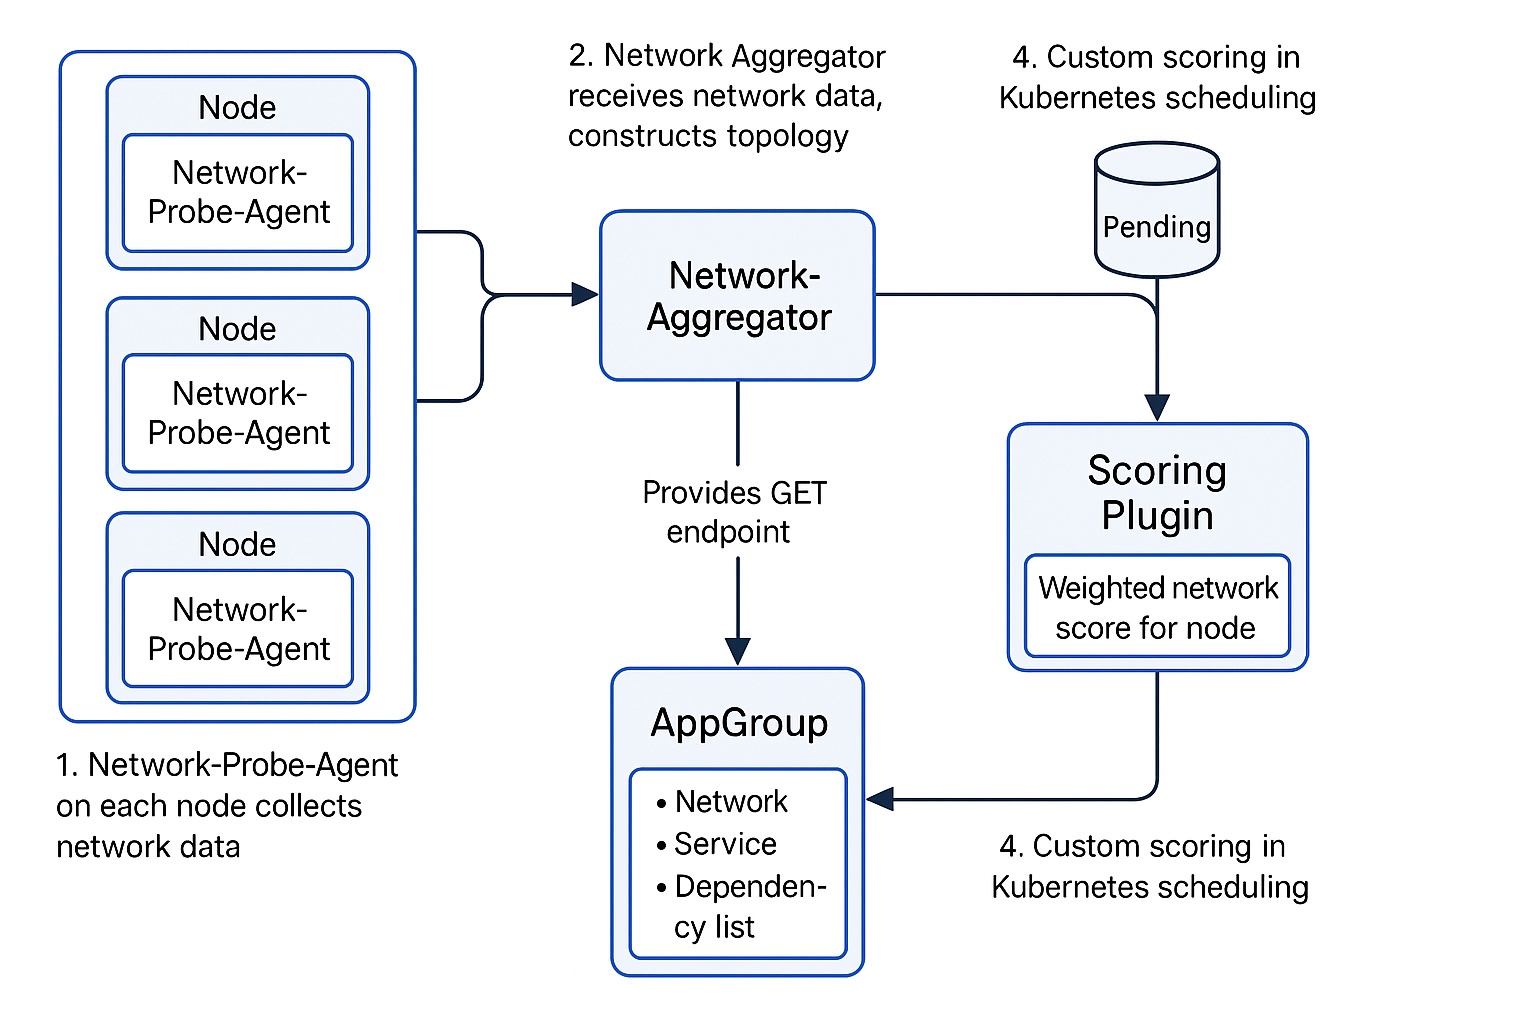 Node
Network-
Probe-Agent
Node
Network-
Probe-Agent
Node
Network-
Probe-Agent
1. Network-Probe-Agent
on each node collects
network data
2. Network Aggregator
receives network data,
constructs topology
Network-
Aggregator
Provides GET
endpoint
AppGroup
• Network
• Service
• Dependen-
cy list
4. Custom scoring in
Kubernetes scheduling
Pending
Scoring
Plugin
Weighted network
score for node
4. Custom scoring in
Kubernetes scheduling